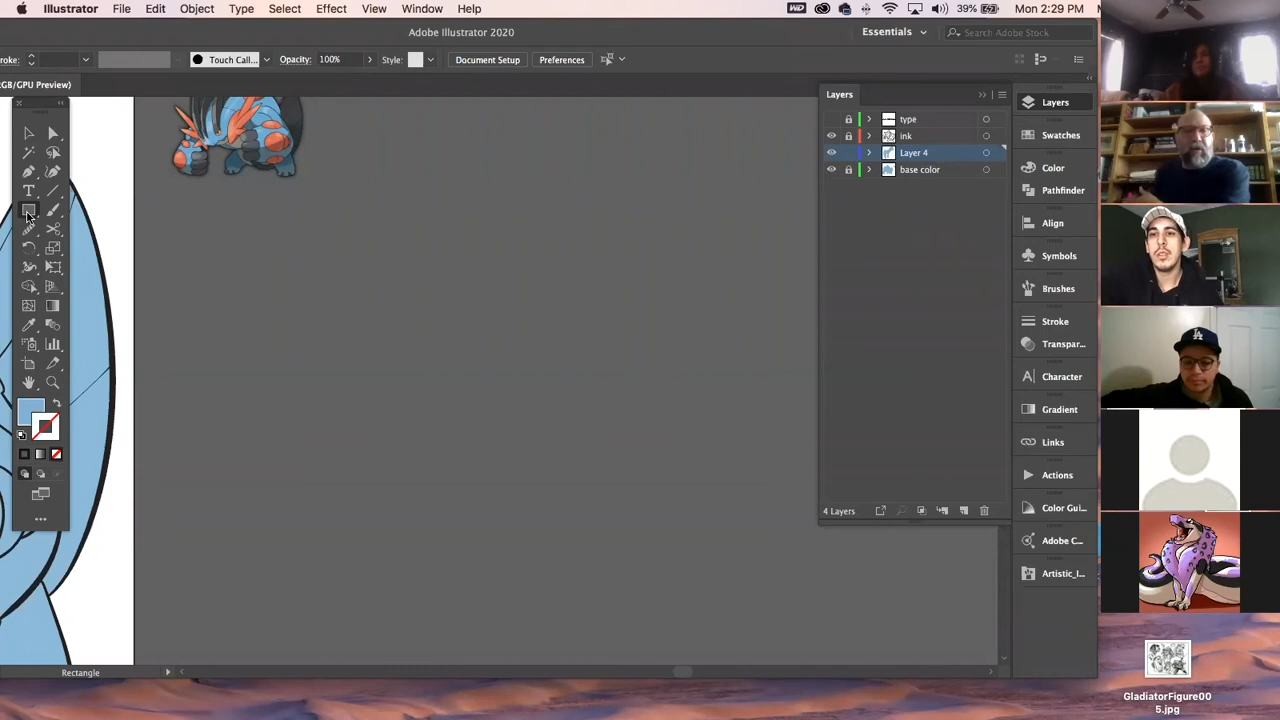 Illustrator File Edit Object Type Select Effect View Window Help
39% Mon 2:29 PM
Adobe Illustrator 2020
Essentials
Search Adobe Stock
roke:
Touch Call...
Opacity: 100%
Style:
Document Setup
Preferences
GB/GPU Preview)
Layers
type
ink
Layer 4
base color
4 Layers
Layers
Swatches
Color
Pathfinder
Align
Symbols
Brushes
Stroke
Transpar...
Character
Gradient
Links
Actions
Color Gui...
Adobe C...
Artistic_I...
Rectangle
GladiatorFigure00
5.jpg